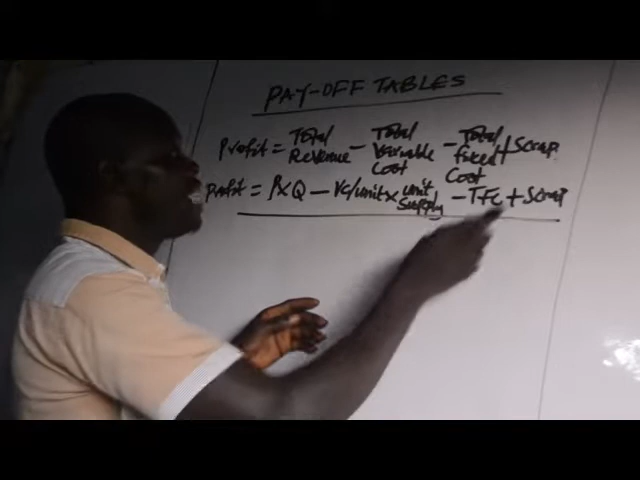 PAY-OFF TABLES
Profit = Total Revenue - Total Variable Cost - Total fixed Cost + Scrap
Profit = P×Q - VC/unit × unit Supply - TFC + Scrap